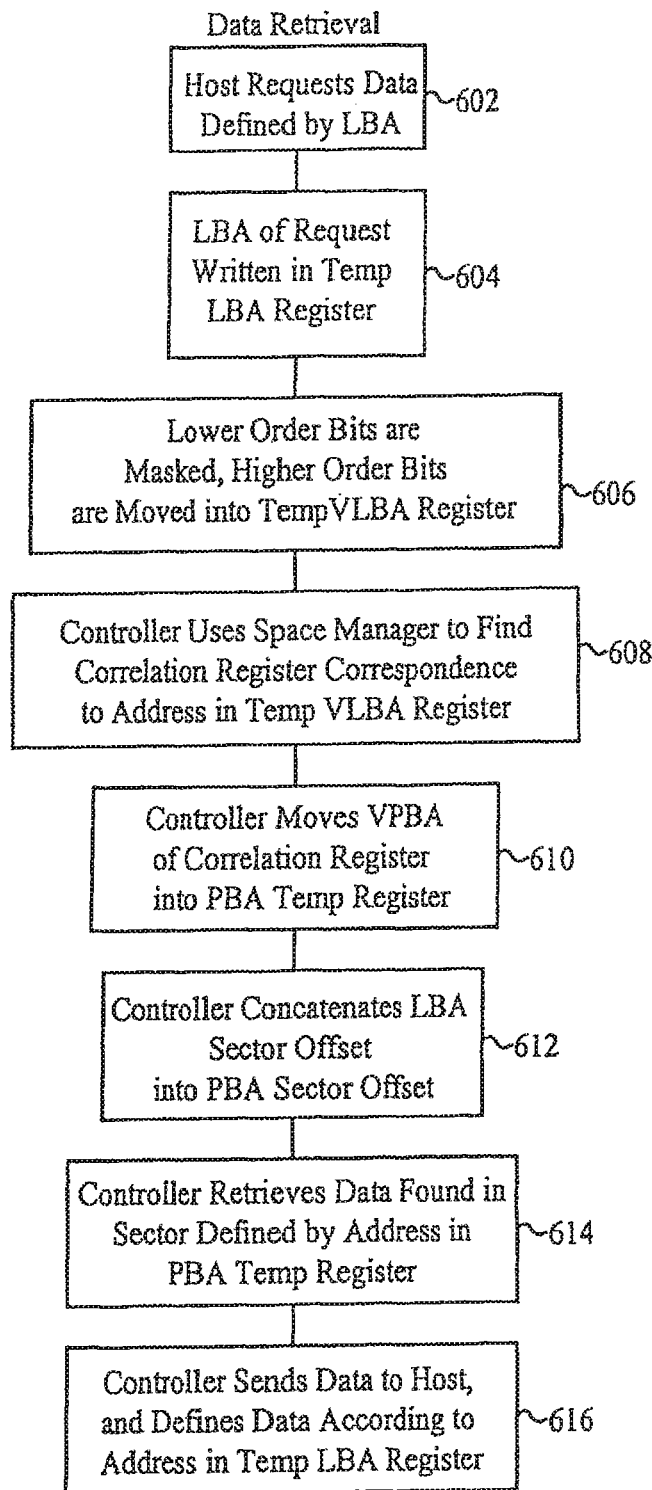 Data Retrieval
Host Requests Data
Defined by LBA
602
LBA of Request
Written in Temp
LBA Register
604
Lower Order Bits are
Masked, Higher Order Bits
are Moved into TempVLBA Register
606
Controller Uses Space Manager to Find
Correlation Register Correspondence
to Address in Temp VLBA Register
608
Controller Moves VPBA
of Correlation Register
into PBA Temp Register
610
Controller Concatenates LBA
Sector Offset
into PBA Sector Offset
612
Controller Retrieves Data Found in
Sector Defined by Address in
PBA Temp Register
614
Controller Sends Data to Host,
and Defines Data According to
Address in Temp LBA Register
616